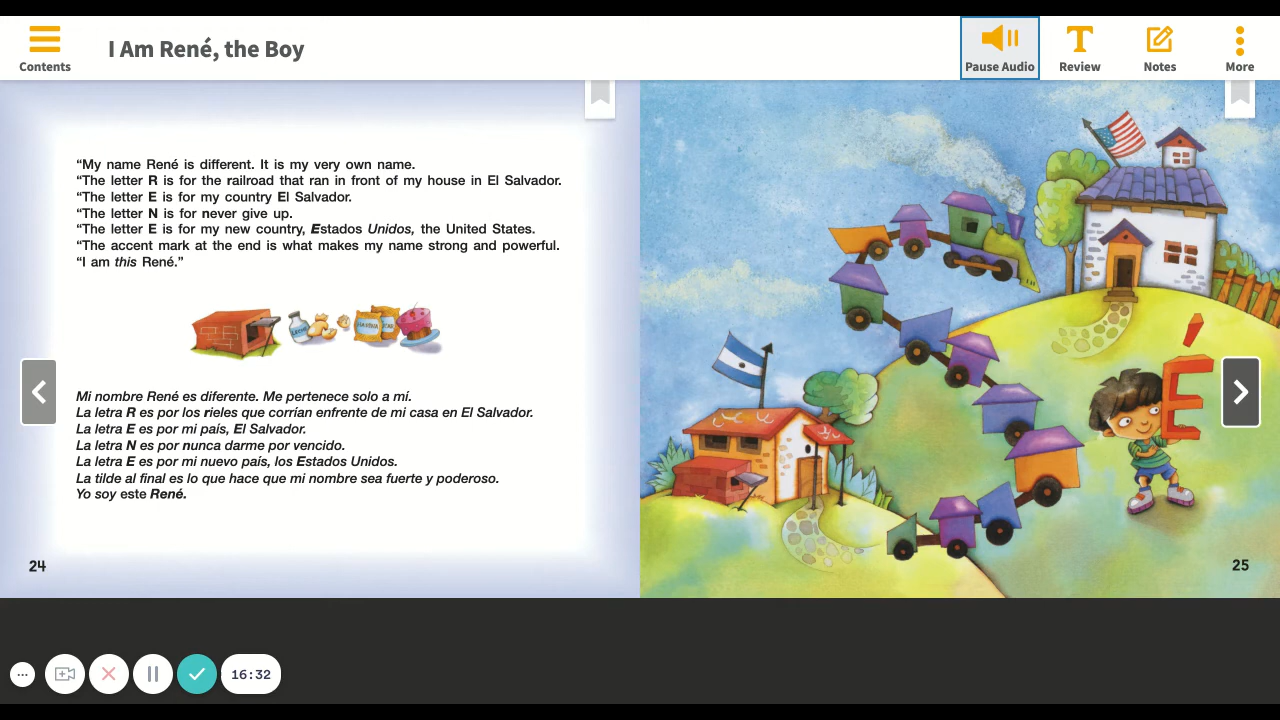 I Am René, the Boy
Contents
Pause Audio
Review
Notes
More
“My name René is different. It is my very own name.
“The letter R is for the railroad that ran in front of my house in El Salvador.
“The letter E is for my country El Salvador.
“The letter N is for never give up.
“The letter E is for my new country, Estados Unidos, the United States.
“The accent mark at the end is what makes my name strong and powerful.
“I am this René.”
Mi nombre René es diferente. Me pertenece solo a mí.
La letra R es por los rieles que corrían enfrente de mi casa en El Salvador.
La letra E es por mi país, El Salvador.
La letra N es por nunca darme por vencido.
La letra E es por mi nuevo país, los Estados Unidos.
La tilde al final es lo que hace que mi nombre sea fuerte y poderoso.
Yo soy este René.
24
É
25
16:32